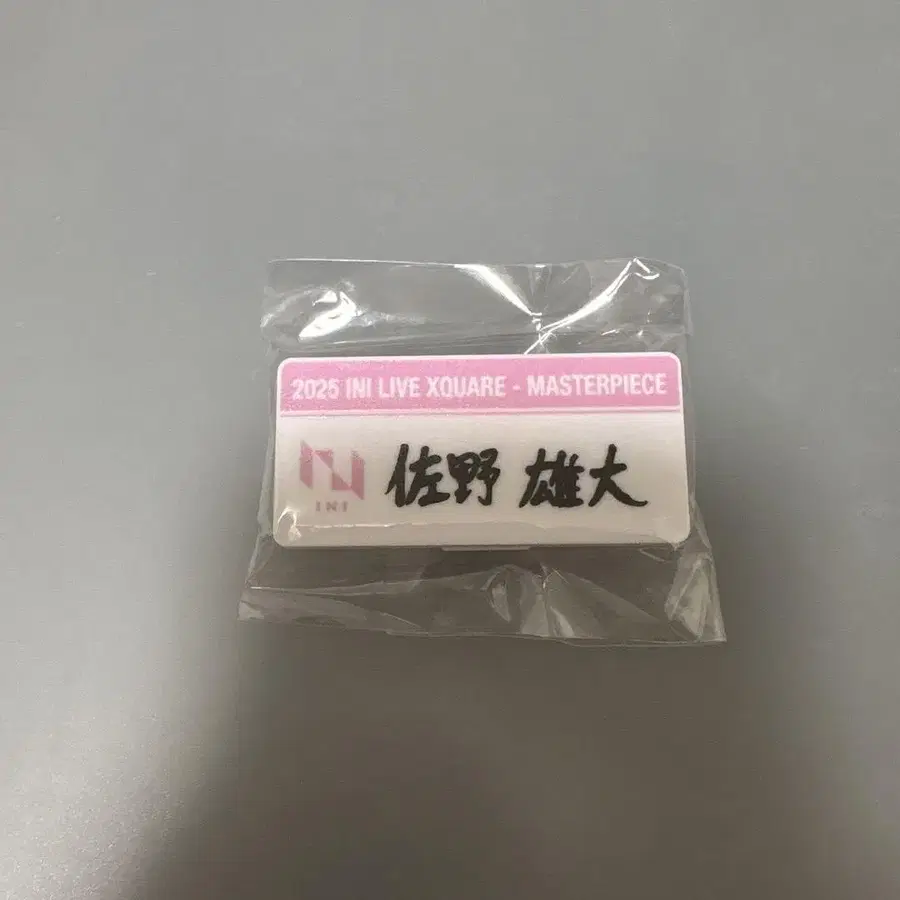 2025 INI LIVE XQUARE - MASTERPIECE
佐野 雄大
INI